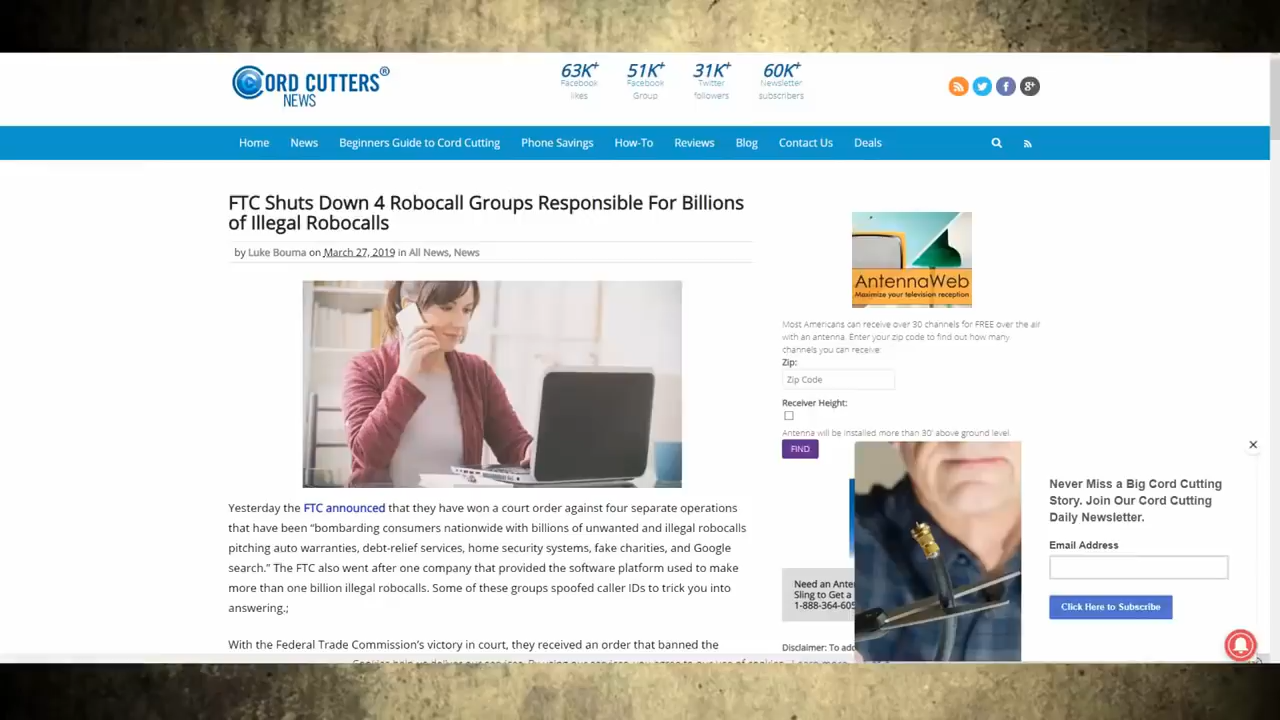 CORD CUTTERS®
NEWS
63K+
Facebook
likes
51K+
Facebook
Group
31K+
Twitter
followers
60K+
Newsletter
subscribers
Home News Beginners Guide to Cord Cutting Phone Savings How-To Reviews Blog Contact Us Deals
FTC Shuts Down 4 Robocall Groups Responsible For Billions
of Illegal Robocalls
by Luke Bouma on March 27, 2019 in All News, News
Yesterday the FTC announced that they have won a court order against four separate operations
that have been “bombarding consumers nationwide with billions of unwanted and illegal robocalls
pitching auto warranties, debt-relief services, home security systems, fake charities, and Google
search.” The FTC also went after one company that provided the software platform used to make
more than one billion illegal robocalls. Some of these groups spoofed caller IDs to trick you into
answering.;
With the Federal Trade Commission’s victory in court, they received an order that banned the
AntennaWeb
Maximize your television reception
Most Americans can receive over 30 channels for FREE over the air
with an antenna. Enter your zip code to find out how many
channels you can receive:
Zip:
Zip Code
Receiver Height:
Antenna will be installed more than 30' above ground level.
FIND
Need an Ante
Sling to Get a
1-888-364-605
Disclaimer: To add
Never Miss a Big Cord Cutting
Story. Join Our Cord Cutting
Daily Newsletter.
Email Address
Click Here to Subscribe